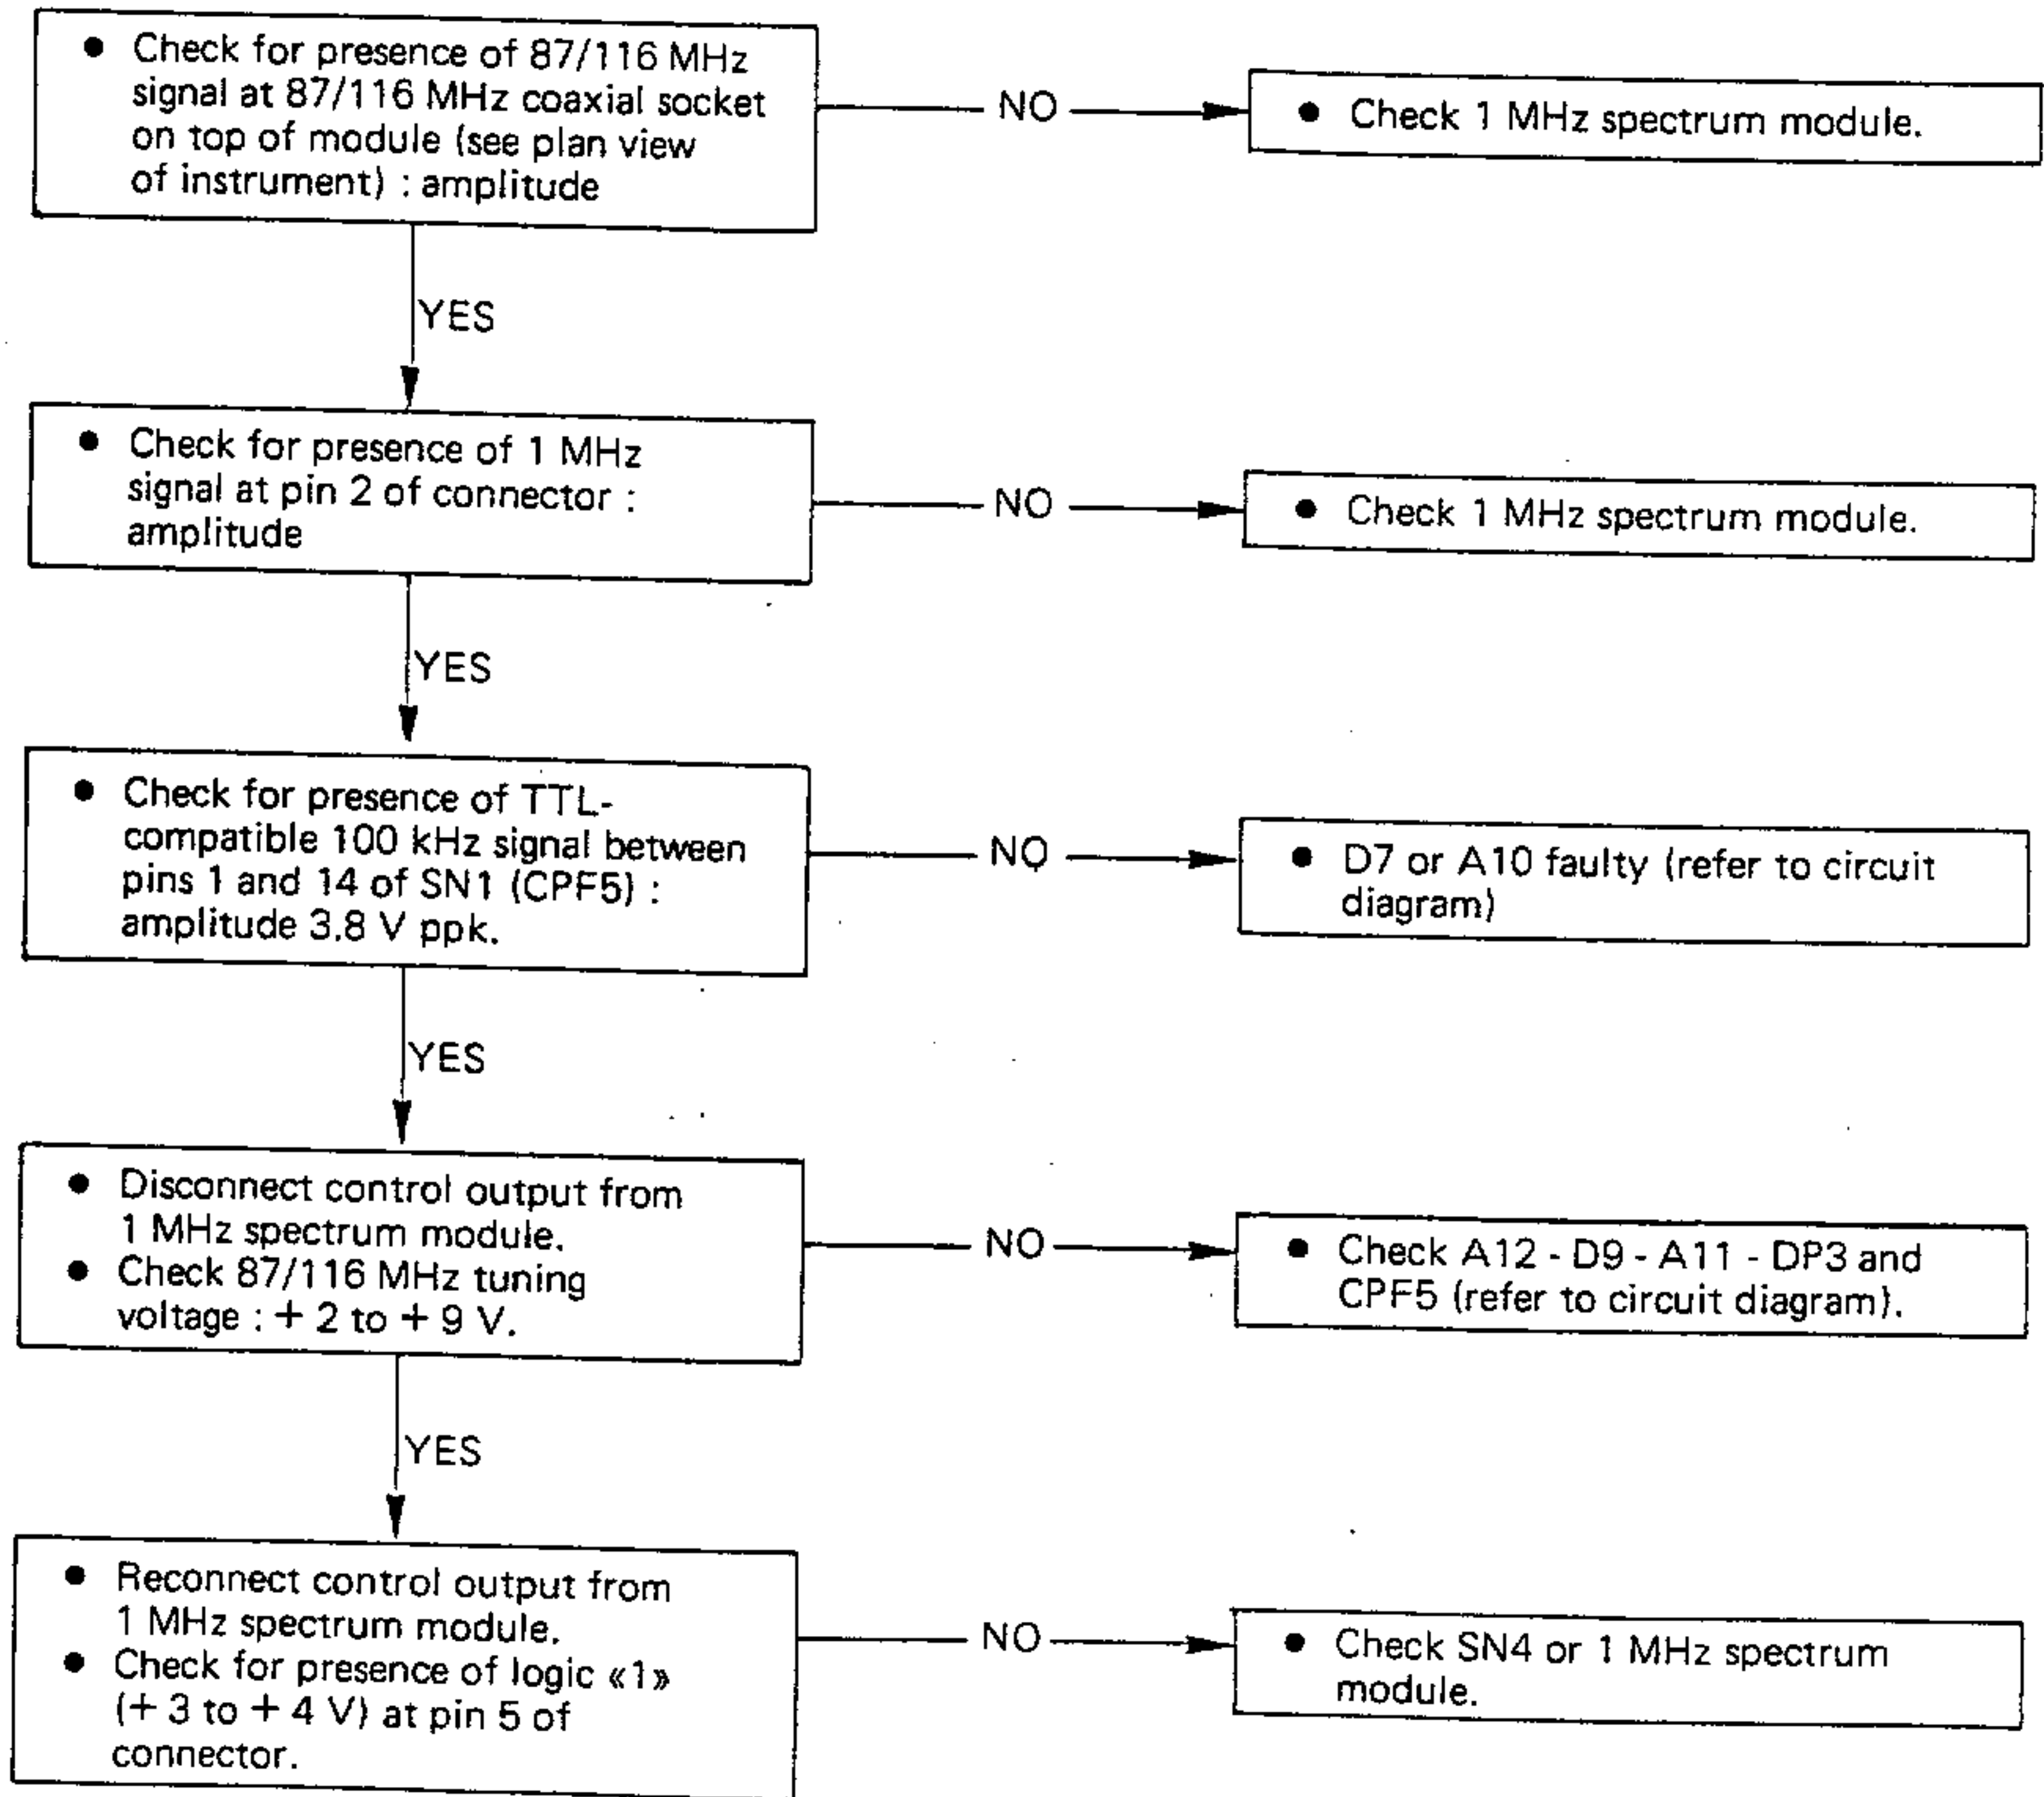 ● Check for presence of 87/116 MHz
signal at 87/116 MHz coaxial socket
on top of module (see plan view
of instrument) : amplitude
NO
● Check 1 MHz spectrum module.
YES
● Check for presence of 1 MHz
signal at pin 2 of connector :
amplitude
NO
● Check 1 MHz spectrum module.
YES
● Check for presence of TTL-
compatible 100 kHz signal between
pins 1 and 14 of SN1 (CPF5) :
amplitude 3.8 V ppk.
NO
● D7 or A10 faulty (refer to circuit
diagram)
YES
● Disconnect control output from
1 MHz spectrum module.
● Check 87/116 MHz tuning
voltage : + 2 to + 9 V.
NO
● Check A12 - D9 - A11 - DP3 and
CPF5 (refer to circuit diagram).
YES
● Reconnect control output from
1 MHz spectrum module.
● Check for presence of logic «1»
(+ 3 to + 4 V) at pin 5 of
connector.
NO
● Check SN4 or 1 MHz spectrum
module.